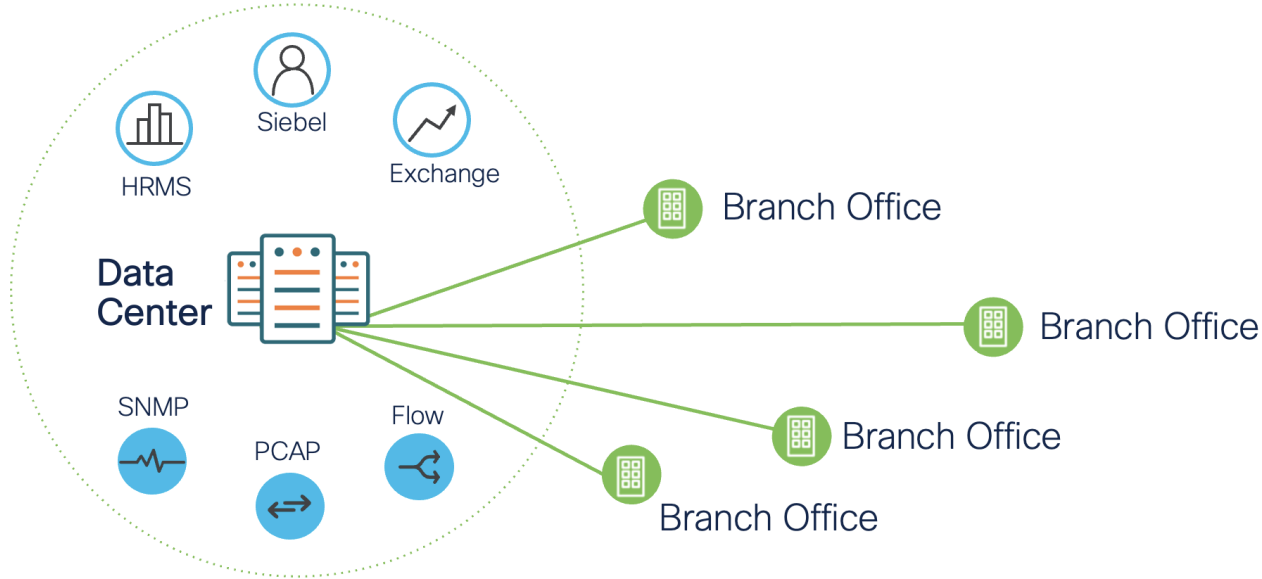 Siebel
Exchange
HRMS
Branch Office
Data
Center
Branch Office
SNMP
Flow
Branch Office
PCAP
Branch Office